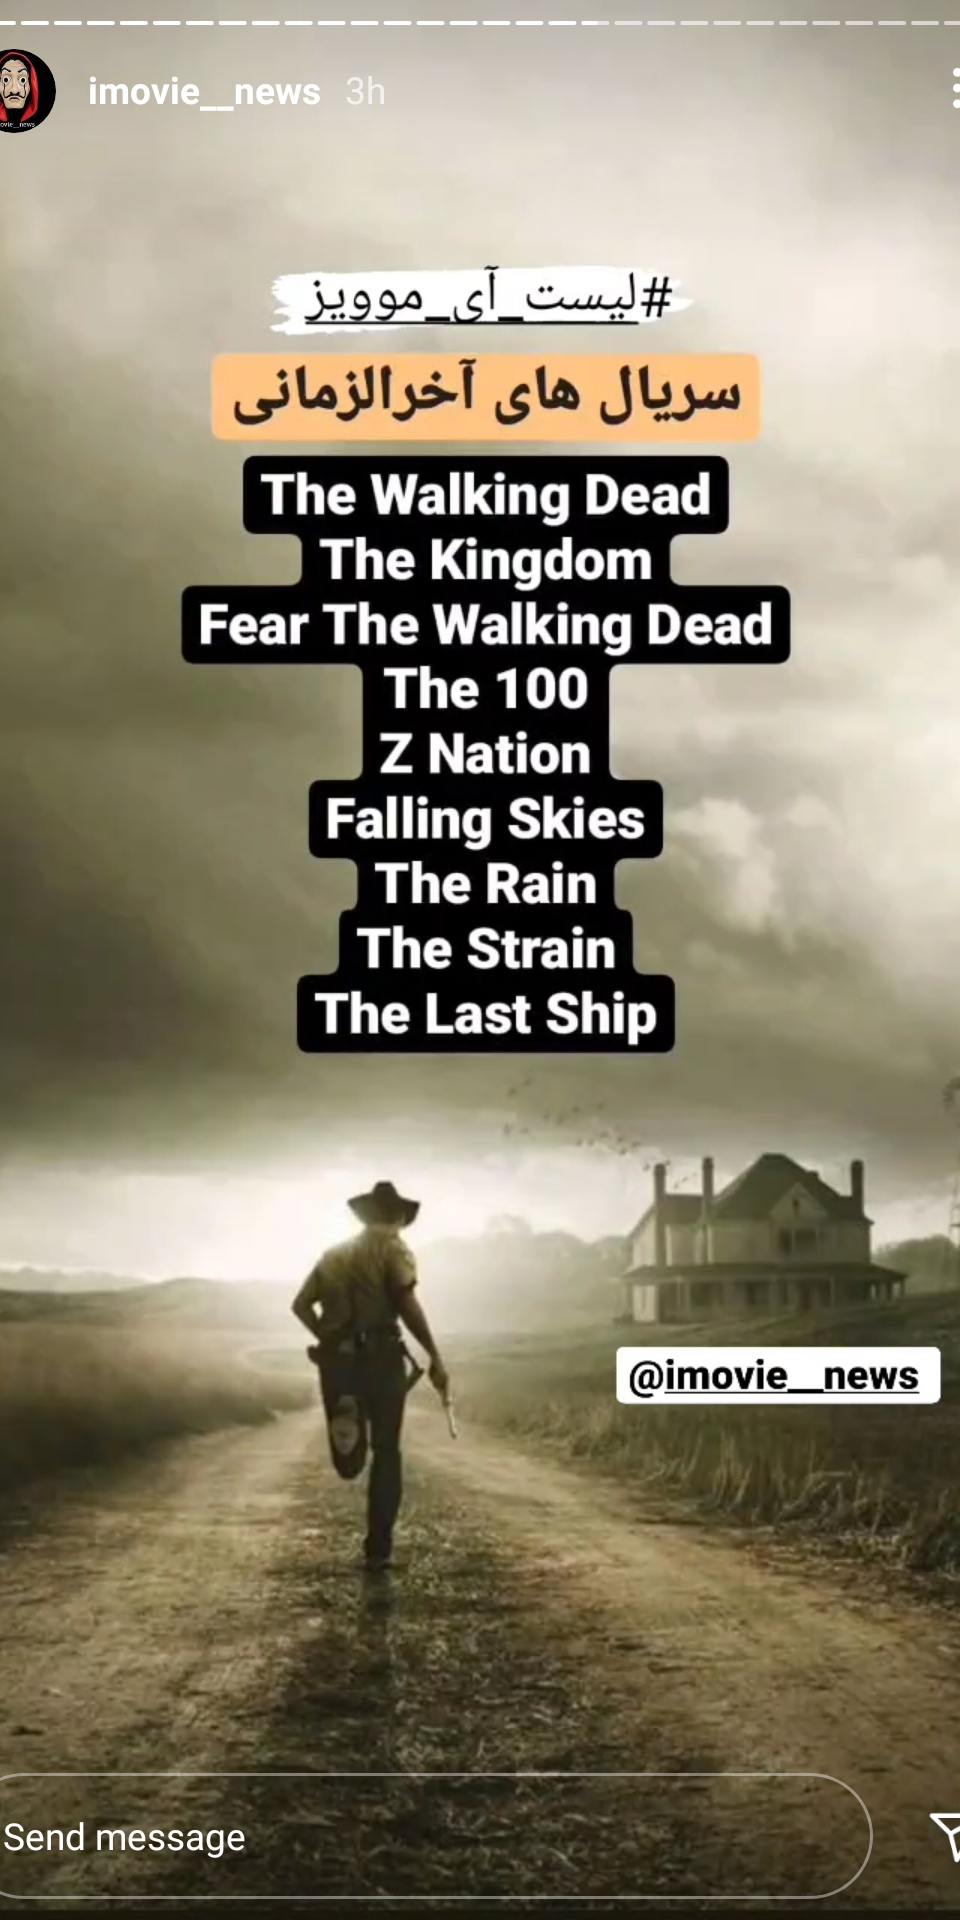 imovie__news 3h
#لیست_آی_موویز
سریال های آخرالزمانی
The Walking Dead
The Kingdom
Fear The Walking Dead
The 100
Z Nation
Falling Skies
The Rain
The Strain
The Last Ship
@imovie__news
Send message